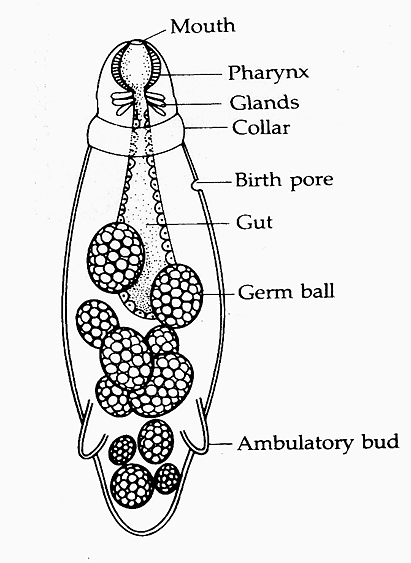 Mouth
Pharynx
Glands
Collar
Birth pore
Gut
Germ ball
Ambulatory bud